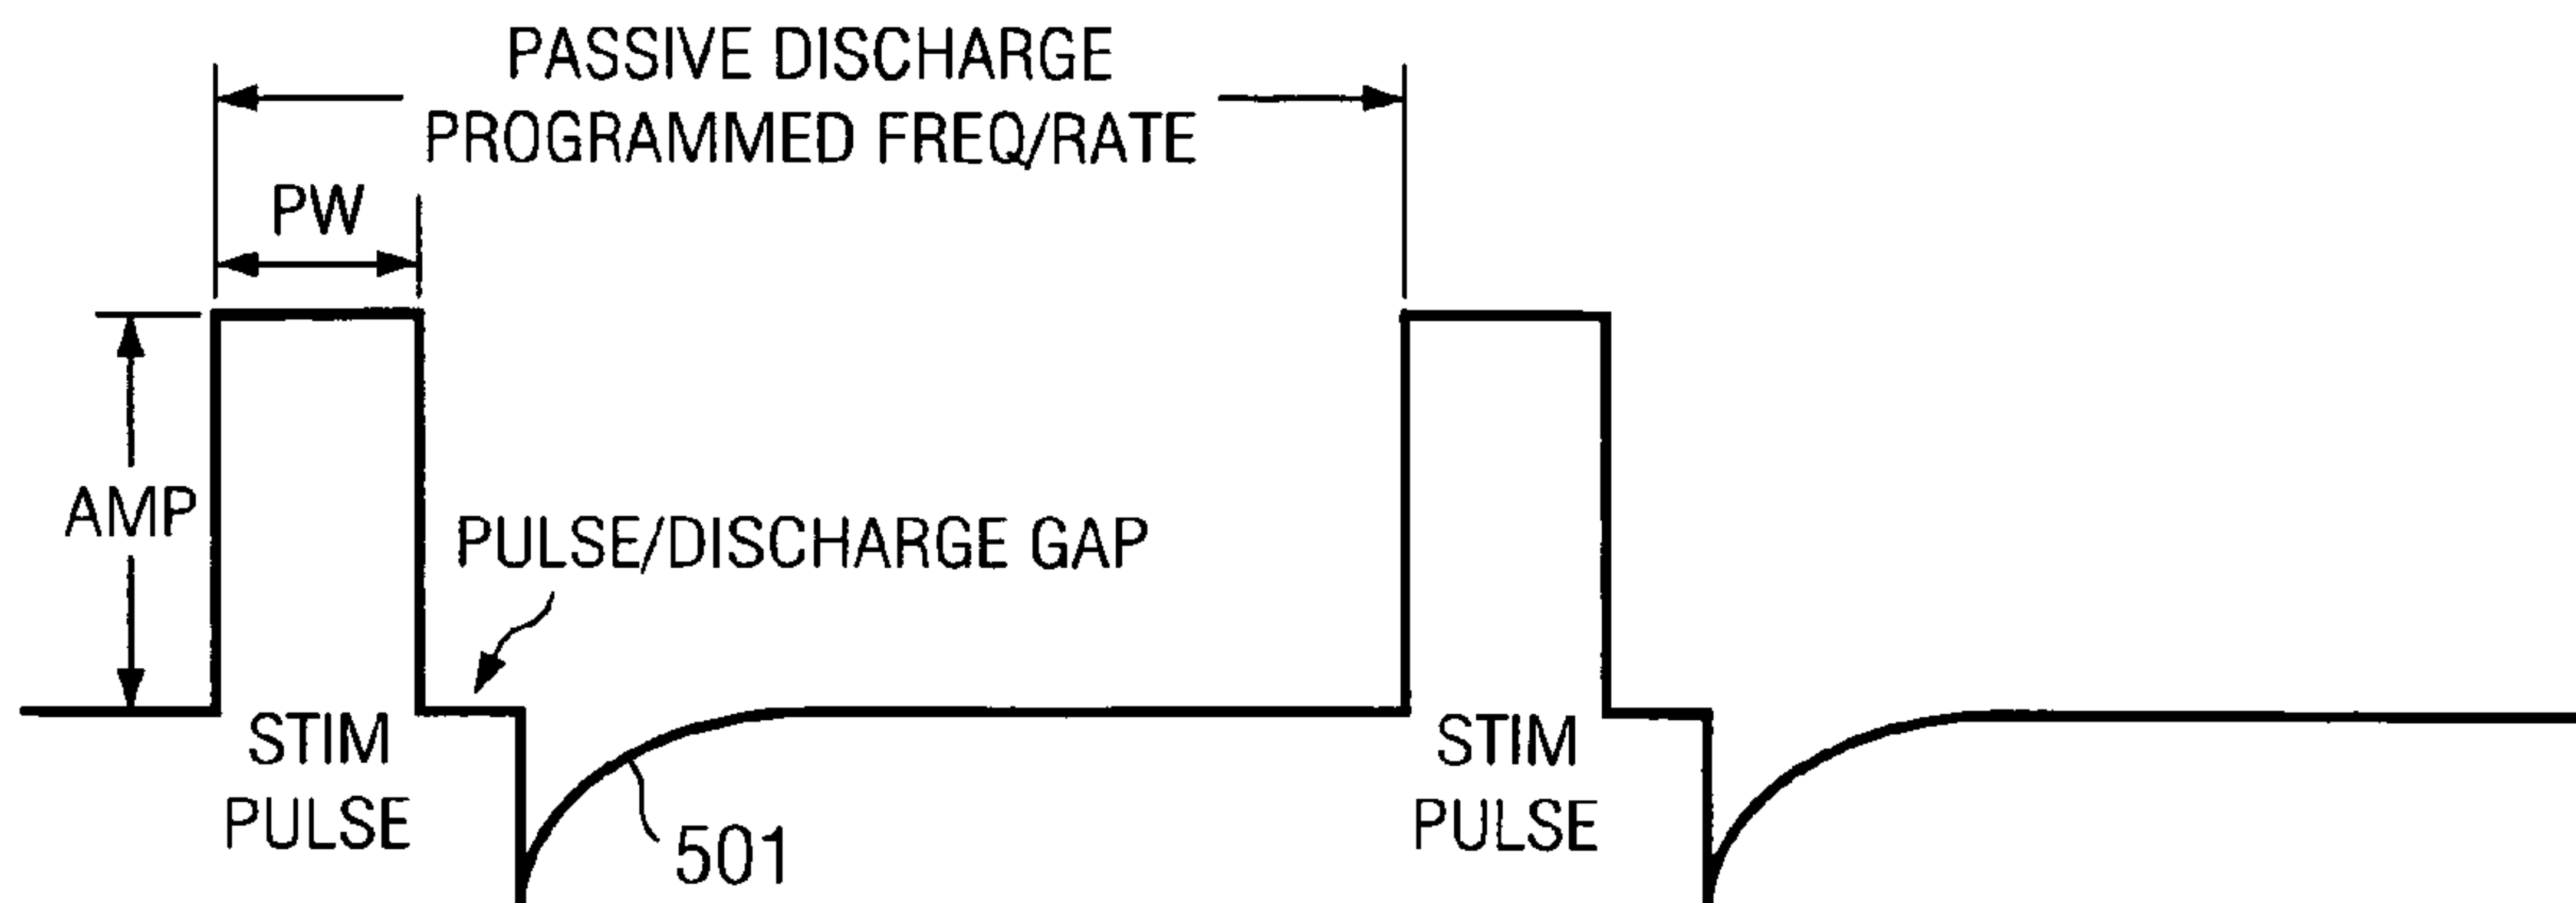 PASSIVE DISCHARGE
PROGRAMMED FREQ/RATE
PW
AMP
PULSE/DISCHARGE GAP
STIM
PULSE
501
STIM
PULSE